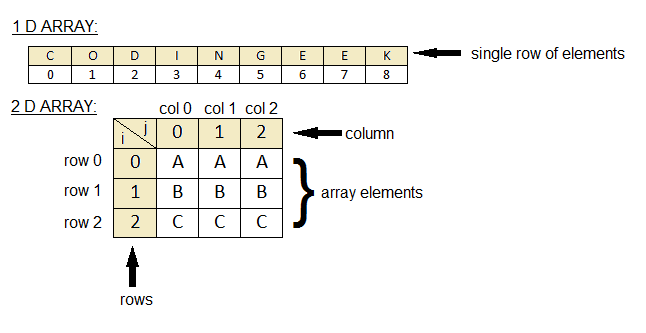 1 D ARRAY:
C O D I N G E E K
0 1 2 3 4 5 6 7 8
single row of elements
2 D ARRAY:
col 0 col 1 col 2
i j 0 1 2
column
row 0 0 A A A
row 1 1 B B B
array elements
row 2 2 C C C
rows